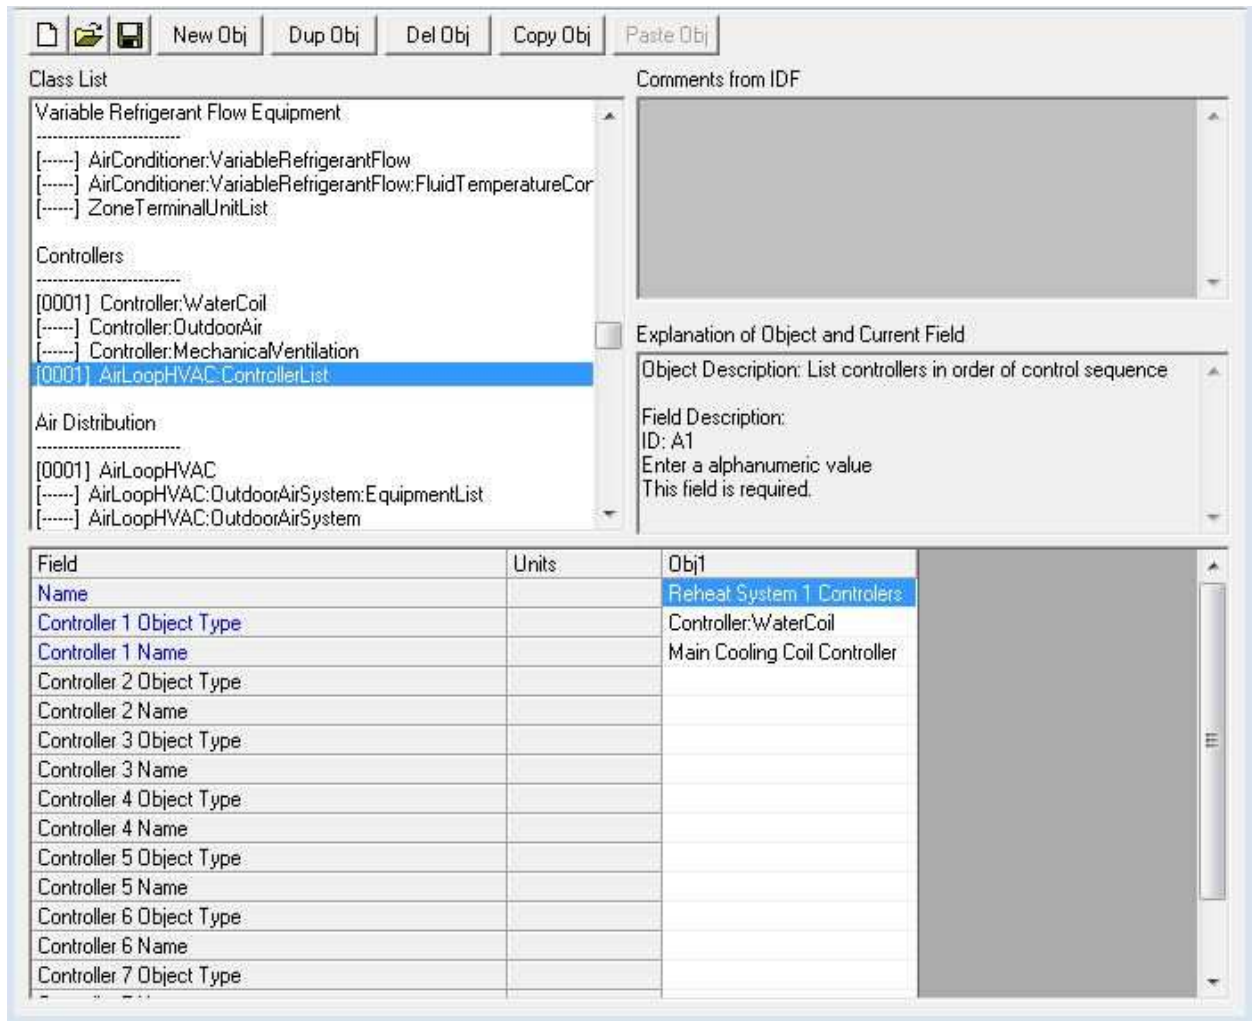 New Obj Dup Obj Del Obj Copy Obj Paste Obj
Class List
Variable Refrigerant Flow Equipment
--------------------------
[------] AirConditioner:VariableRefrigerantFlow
[------] AirConditioner:VariableRefrigerantFlow:FluidTemperatureCor
[------] ZoneTerminalUnitList
Controllers
--------------------------
[0001] Controller:WaterCoil
[------] Controller:OutdoorAir
[------] Controller:MechanicalVentilation
[0001] AirLoopHVAC:ControllerList
Air Distribution
--------------------------
[0001] AirLoopHVAC
[------] AirLoopHVAC:OutdoorAirSystem:EquipmentList
[------] AirLoopHVAC:OutdoorAirSystem
Comments from IDF
Explanation of Object and Current Field
Object Description: List controllers in order of control sequence
Field Description:
ID: A1
Enter a alphanumeric value
This field is required.
Field Units Obj1
Name Reheat System 1 Controlers
Controller 1 Object Type Controller:WaterCoil
Controller 1 Name Main Cooling Coil Controller
Controller 2 Object Type
Controller 2 Name
Controller 3 Object Type
Controller 3 Name
Controller 4 Object Type
Controller 4 Name
Controller 5 Object Type
Controller 5 Name
Controller 6 Object Type
Controller 6 Name
Controller 7 Object Type